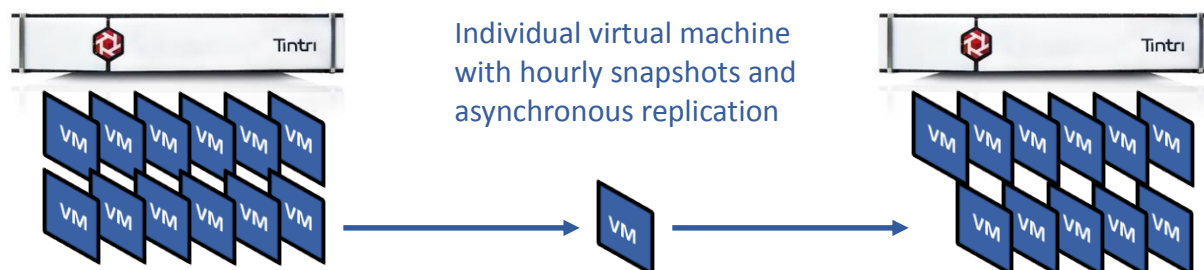 Tintri
Individual virtual machine
with hourly snapshots and
asynchronous replication
Tintri
VM VM VM VM VM VM
VM VM VM VM VM VM
VM
VM VM VM VM VM VM
VM VM VM VM VM